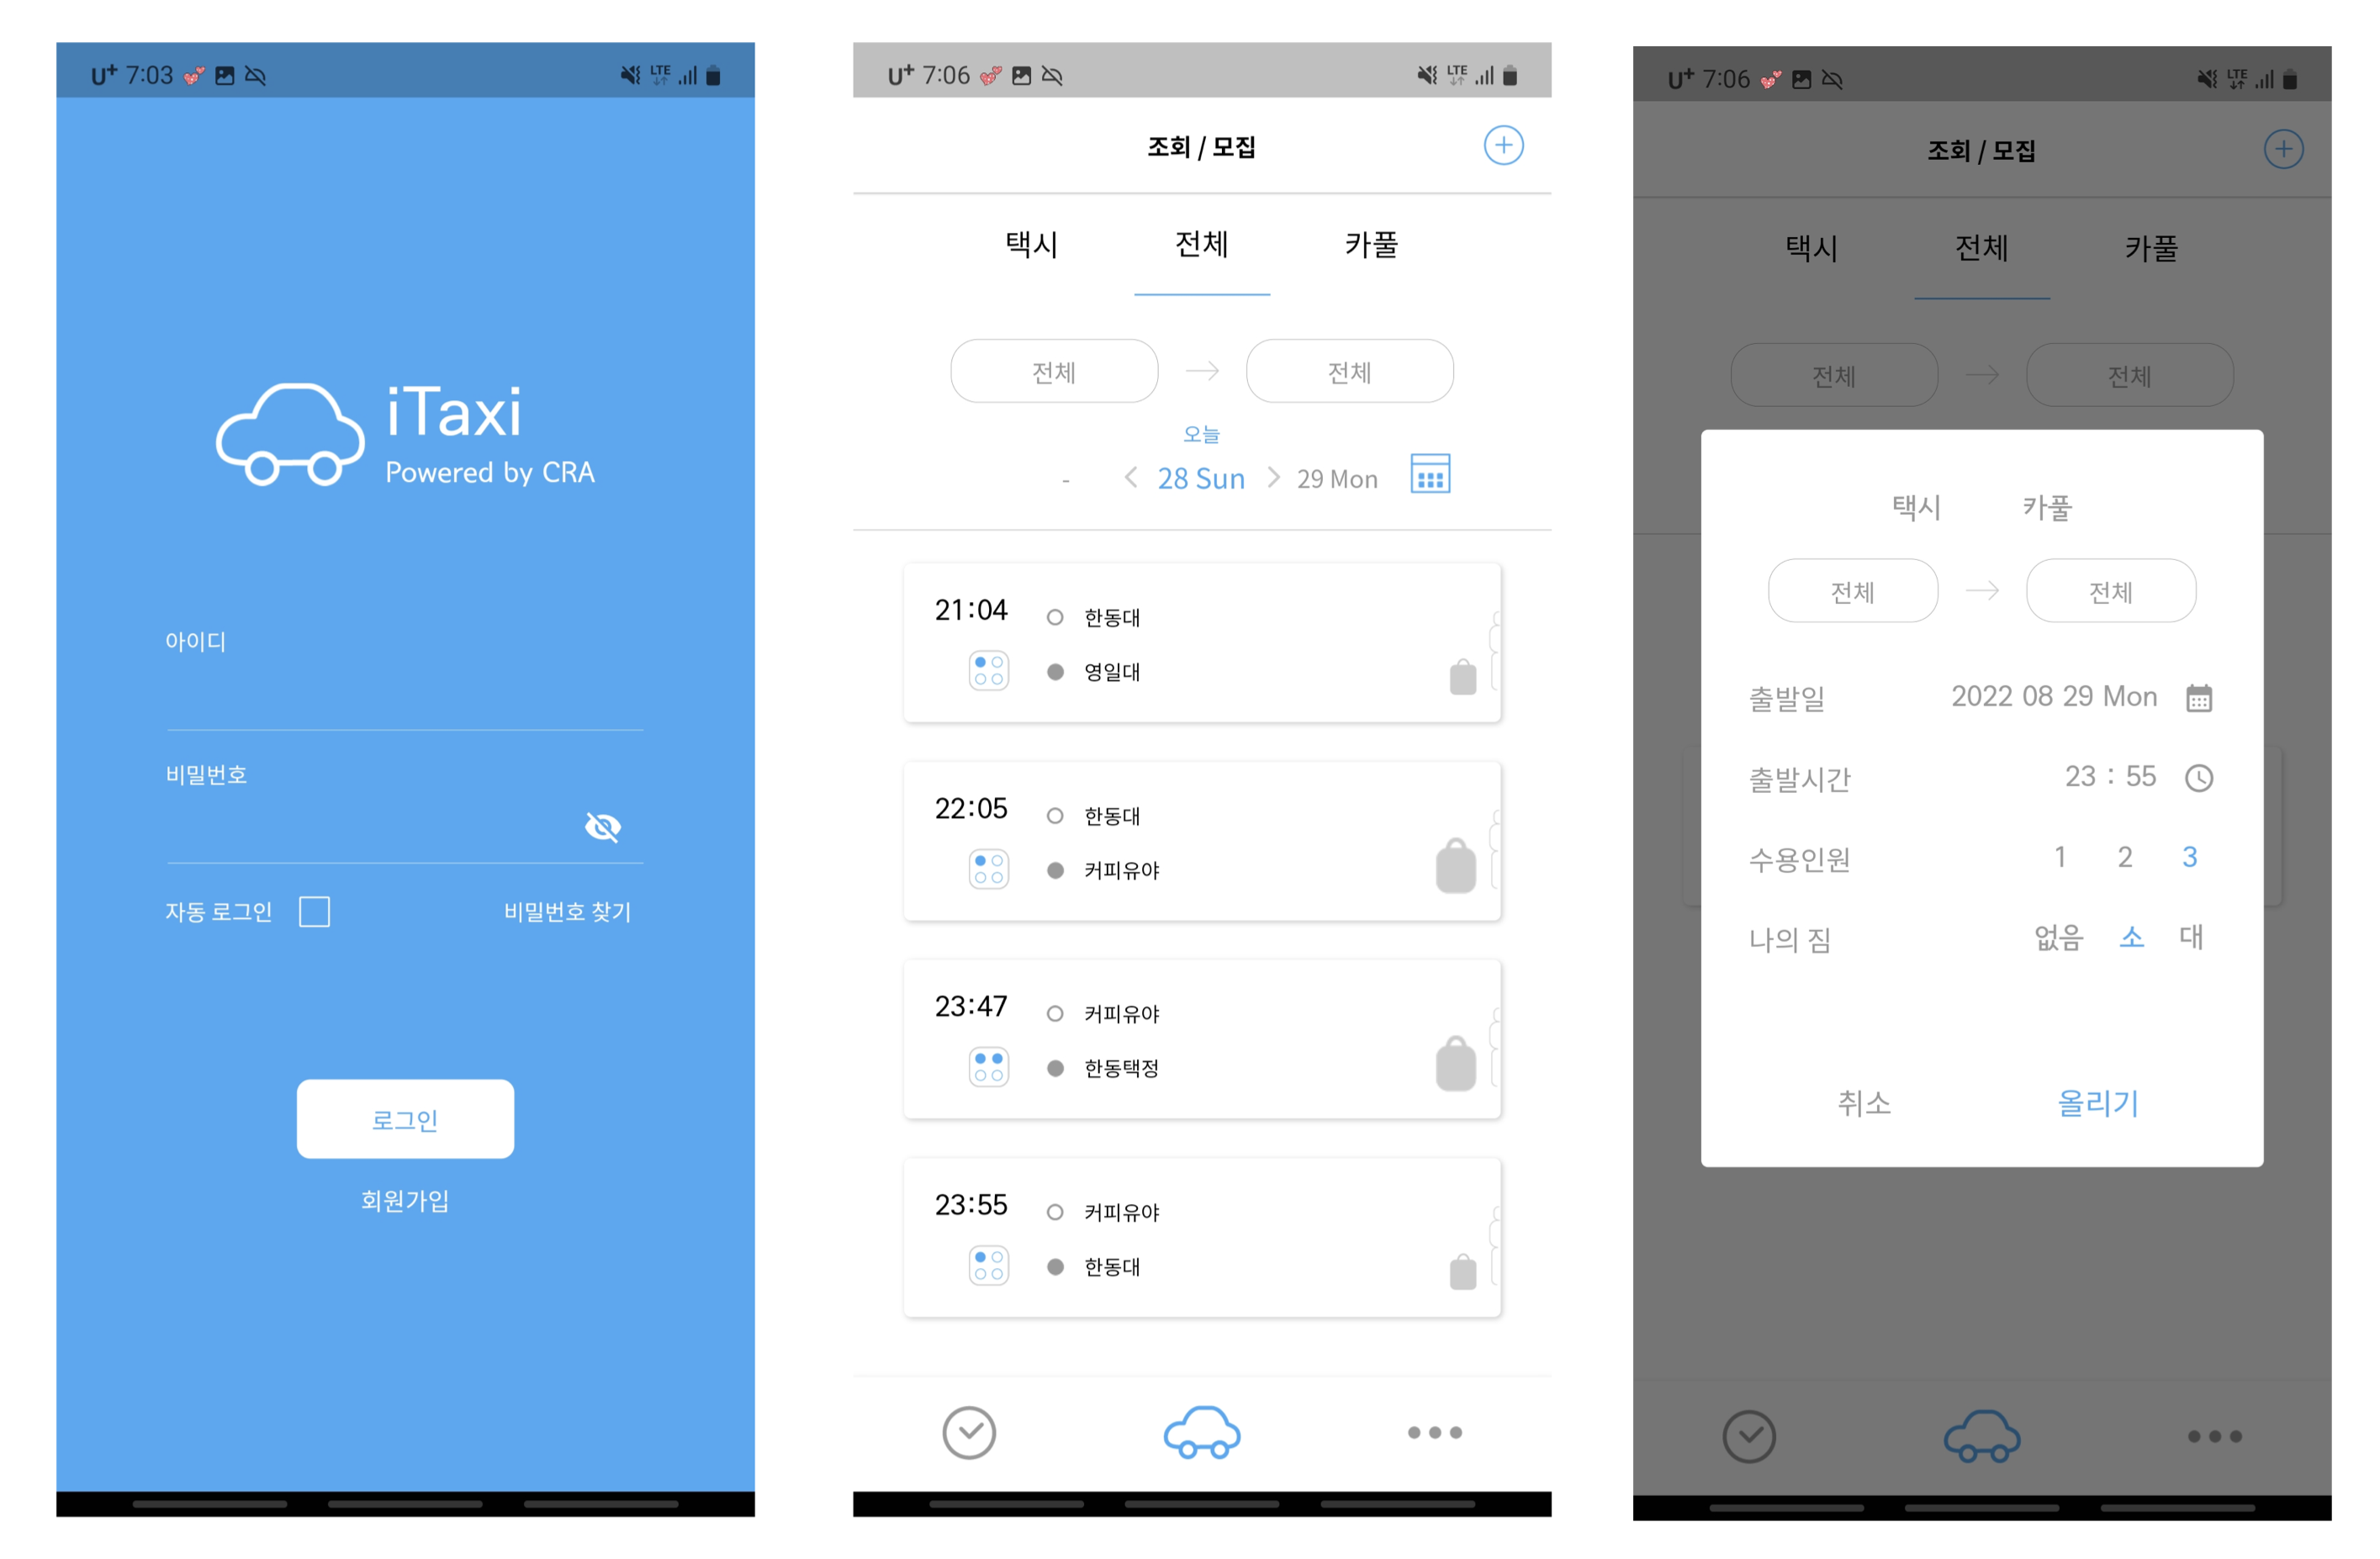 U+ 7:03 LTE
iTaxi
Powered by CRA
아이디
비밀번호
자동 로그인 비밀번호 찾기
로그인
회원가입
U+ 7:06 LTE
조회 / 모집
택시 전체 카풀
전체 → 전체
오늘
- < 28 Sun > 29 Mon
21:04 한동대
영일대
22:05 한동대
커피유야
23:47 커피유야
한동택정
23:55 커피유야
한동대
U+ 7:06 LTE
조회 / 모집
택시 전체 카풀
전체 → 전체
택시 카풀
전체 → 전체
출발일 2022 08 29 Mon
출발시간 23 : 55
수용인원 1 2 3
나의 짐 없음 소 대
취소 올리기